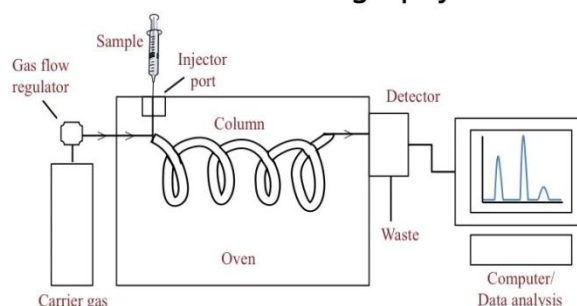 Sample
Gas flow
regulator
Injector
port
Column
Detector
Oven
Waste
Carrier gas
Computer/
Data analysis